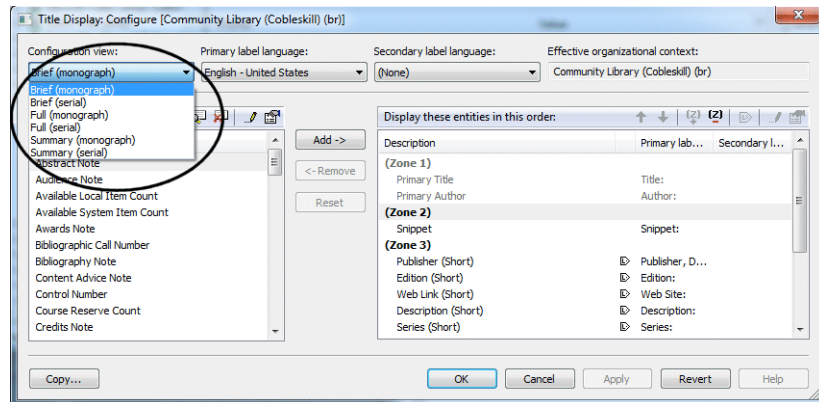 Title Display: Configure [Community Library (Cobleskill) (br)]
Configuration view:
Primary label language:
Secondary label language:
Effective organizational context:
Brief (monograph)
English - United States
(None)
Community Library (Cobleskill) (br)
Brief (monograph)
Brief (serial)
Full (monograph)
Full (serial)
Summary (monograph)
Summary (serial)
Abstract Note
Audience Note
Available Local Item Count
Available System Item Count
Awards Note
Bibliographic Call Number
Bibliography Note
Content Advice Note
Control Number
Course Reserve Count
Credits Note
Add ->
<- Remove
Reset
Display these entities in this order:
Description Primary lab... Secondary l...
(Zone 1)
Primary Title Title:
Primary Author Author:
(Zone 2)
Snippet Snippet:
(Zone 3)
Publisher (Short) Publisher, D...
Edition (Short) Edition:
Web Link (Short) Web Site:
Description (Short) Description:
Series (Short) Series:
Copy... OK Cancel Apply Revert Help